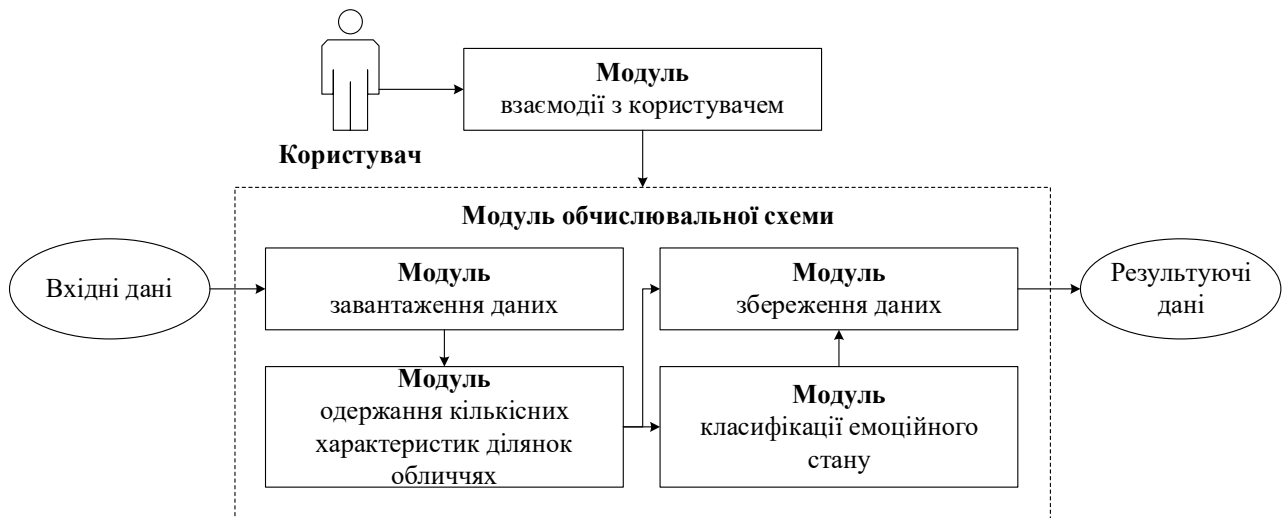 Модуль
взаємодії з користувачем
Користувач
Модуль обчислювальної схеми
Вхідні дані
Модуль
завантаження даних
Модуль
збереження даних
Результуючі
дані
Модуль
одержання кількісних
характеристик ділянок
обличчях
Модуль
класифікації емоційного
стану